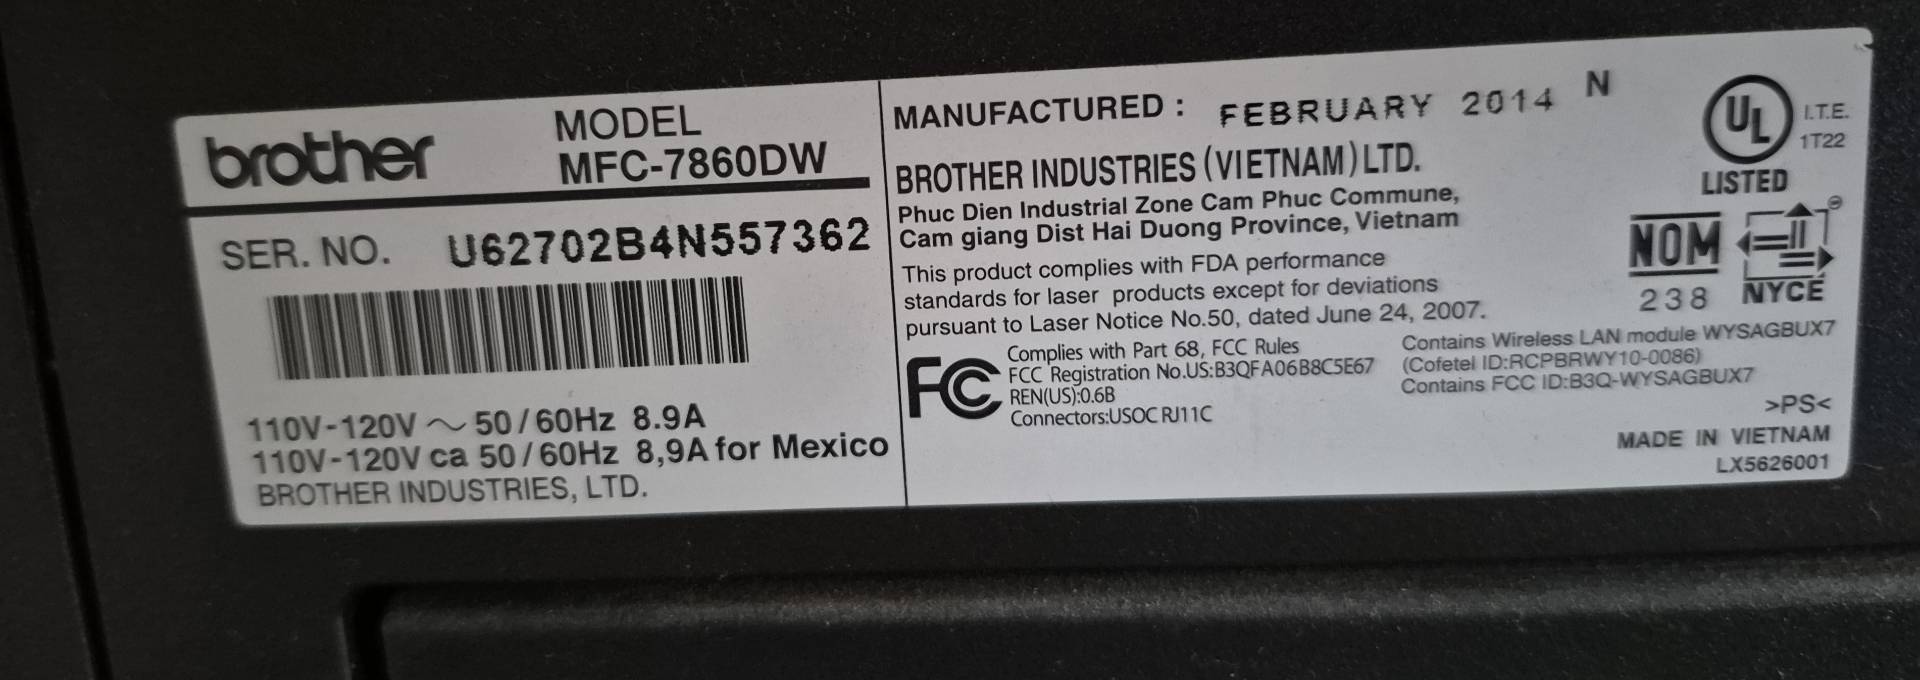 brother
MODEL
MFC-7860DW
SER. NO. U62702B4N557362
110V-120V ～ 50/60Hz 8.9A
110V-120V ca 50/60Hz 8,9A for Mexico
BROTHER INDUSTRIES, LTD.
MANUFACTURED : FEBRUARY 2014 N
BROTHER INDUSTRIES (VIETNAM) LTD.
Phuc Dien Industrial Zone Cam Phuc Commune,
Cam giang Dist Hai Duong Province, Vietnam
This product complies with FDA performance
standards for laser products except for deviations
pursuant to Laser Notice No.50, dated June 24, 2007.
FC
Complies with Part 68, FCC Rules
FCC Registration No.US:B3QFA06B8C5E67
REN(US):0.6B
Connectors:USOC RJ11C
UL
LISTED
I.T.E.
1T22
NOM
238
NYCE
Contains Wireless LAN module WYSAGBUX7
(Cofetel ID:RCPBRWY10-0086)
Contains FCC ID:B3Q-WYSAGBUX7
>PS<
MADE IN VIETNAM
LX5626001